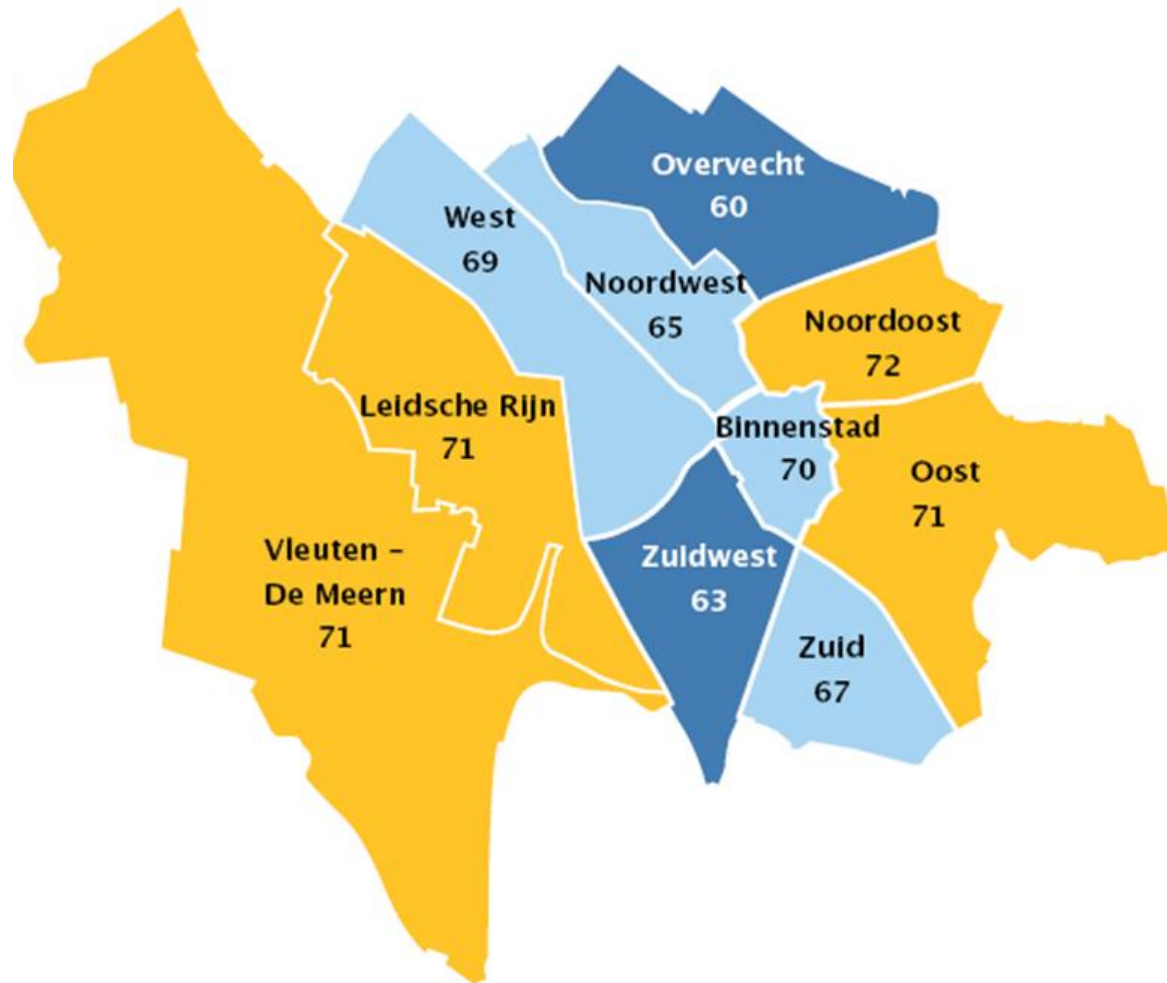 Overvecht
60
West
69
Noordwest
65
Noordoost
72
Leidsche Rijn
71
Binnenstad
70
Oost
71
Vleuten –
De Meern
71
Zuidwest
63
Zuid
67